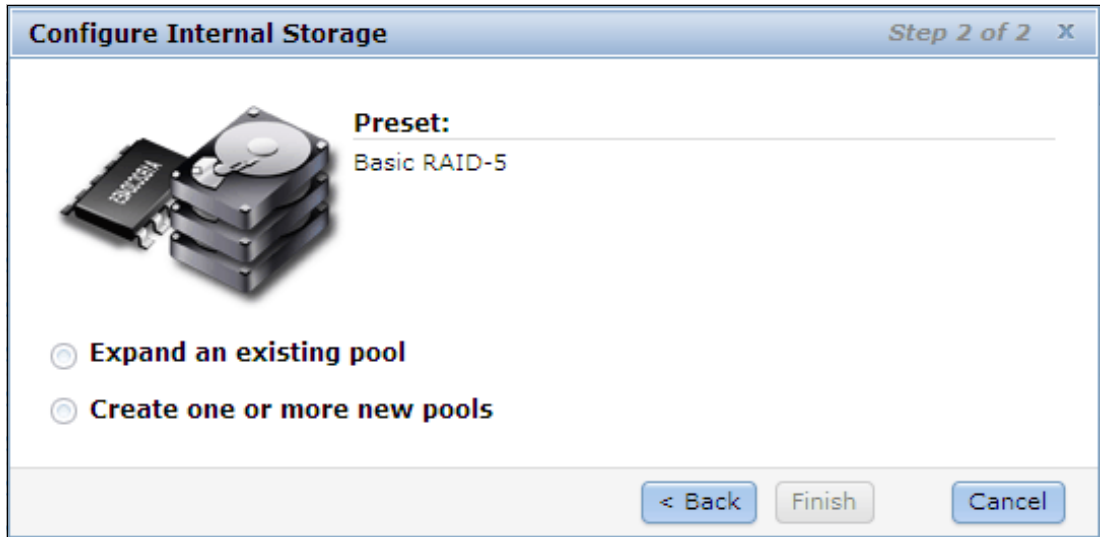 Configure Internal Storage Step 2 of 2 x
Preset:
Basic RAID-5
Expand an existing pool
Create one or more new pools
< Back Finish Cancel